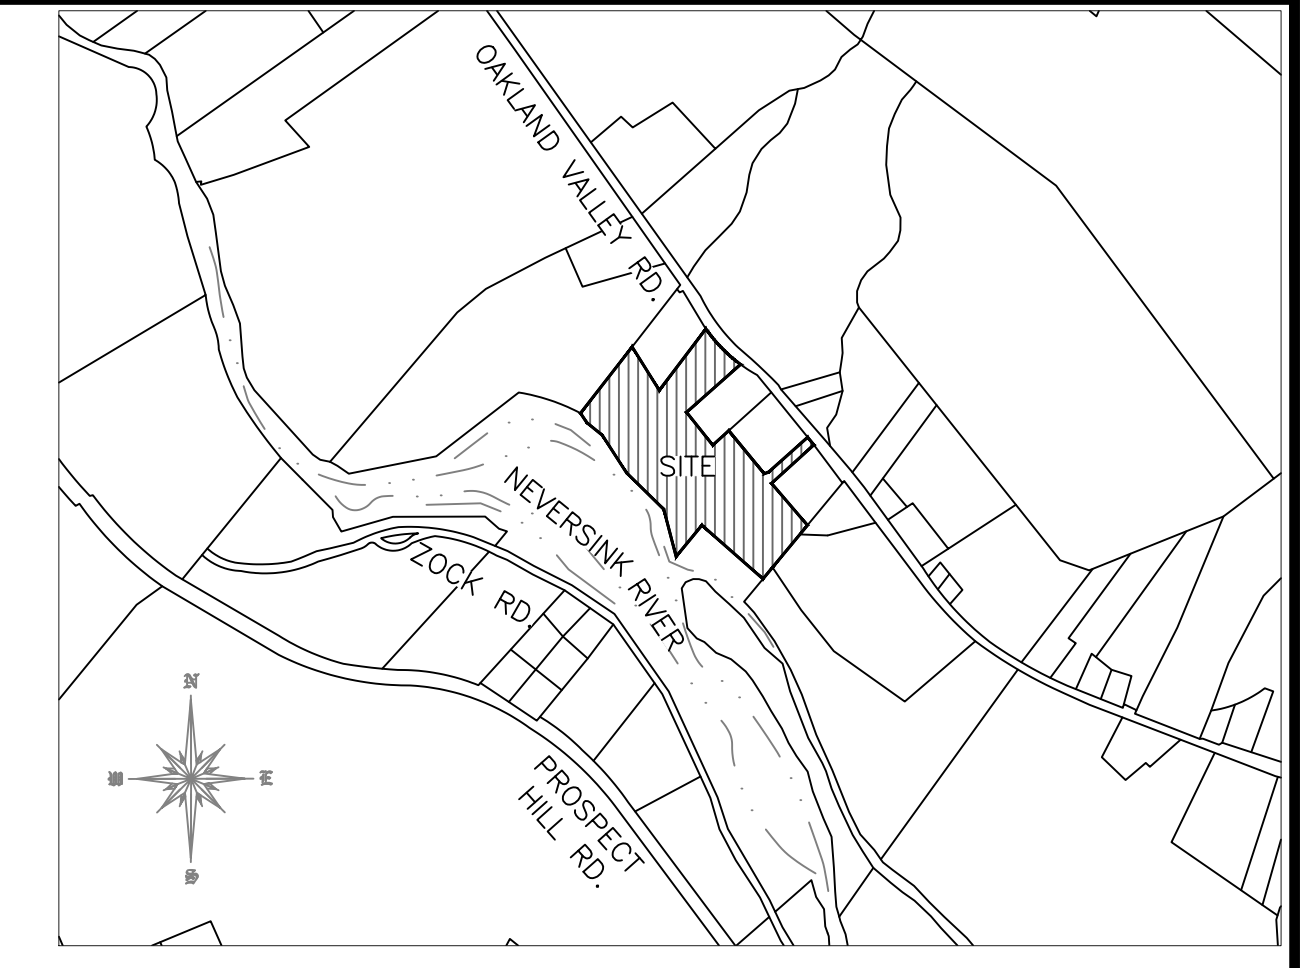 OAKLAND VALLEY RD.
SITE
NEVERSINK RIVER
ZOCK RD.
N
W
E
S
PROSPECT
HILL RD.